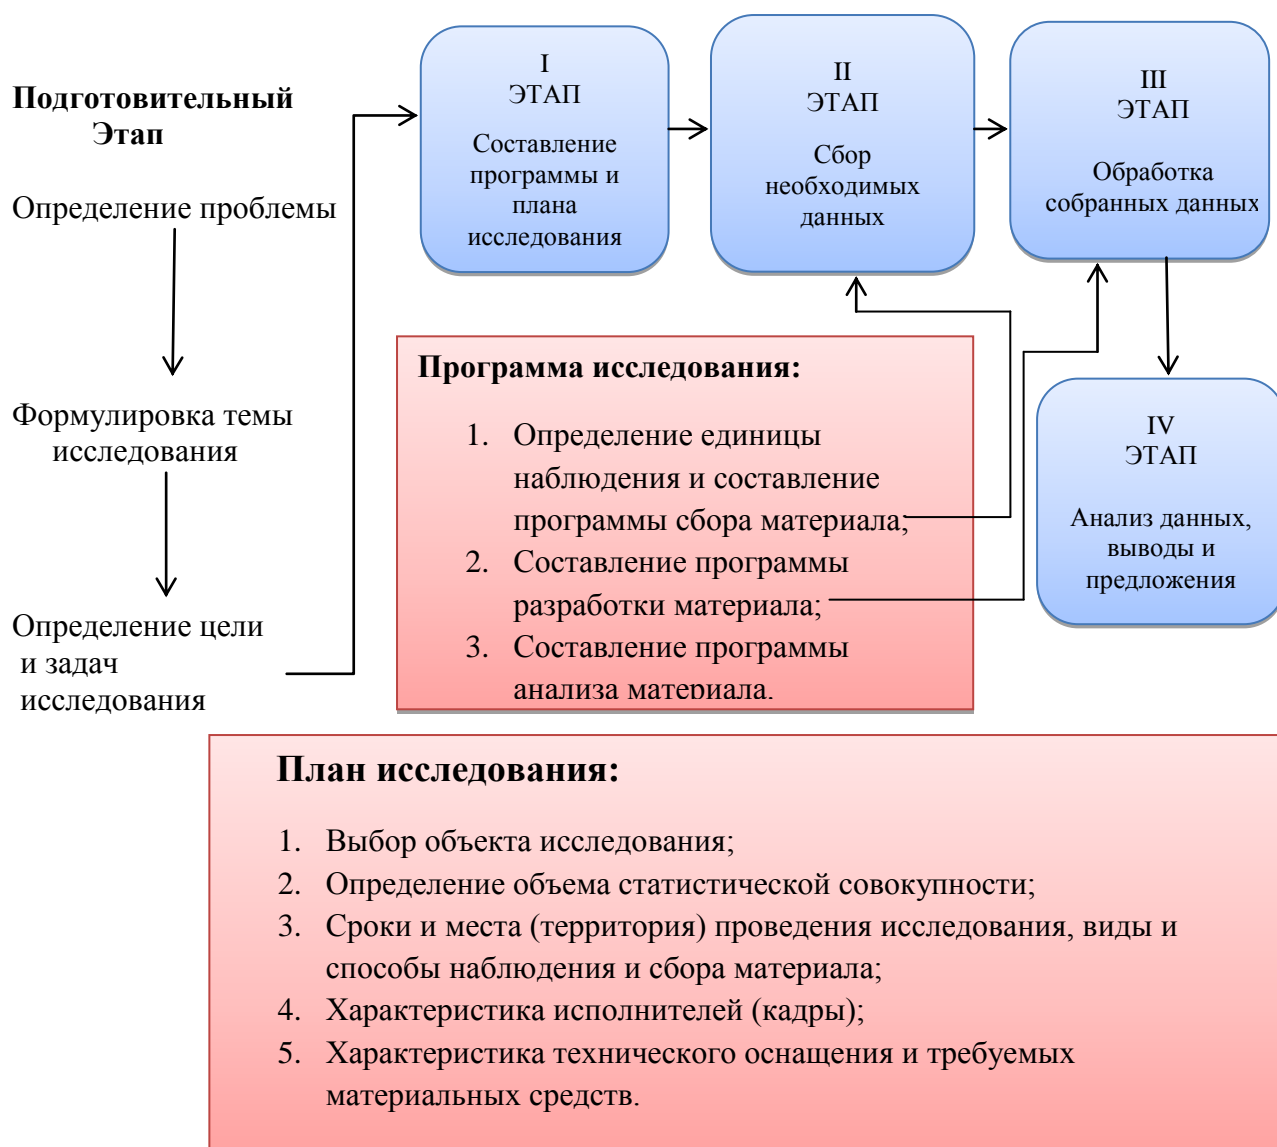 Подготовительный
Этап
Определение проблемы
Формулировка темы
исследования
Определение цели
и задач
исследования
I
ЭТАП
Составление
программы и
плана
исследования
II
ЭТАП
Сбор
необходимых
данных
III
ЭТАП
Обработка
собранных данных
IV
ЭТАП
Анализ данных,
выводы и
предложения
Программа исследования:
1. Определение единицы
наблюдения и составление
программы сбора материала;
2. Составление программы
разработки материала;
3. Составление программы
анализа материала.
План исследования:
1. Выбор объекта исследования;
2. Определение объема статистической совокупности;
3. Сроки и места (территория) проведения исследования, виды и
способы наблюдения и сбора материала;
4. Характеристика исполнителей (кадры);
5. Характеристика технического оснащения и требуемых
материальных средств.